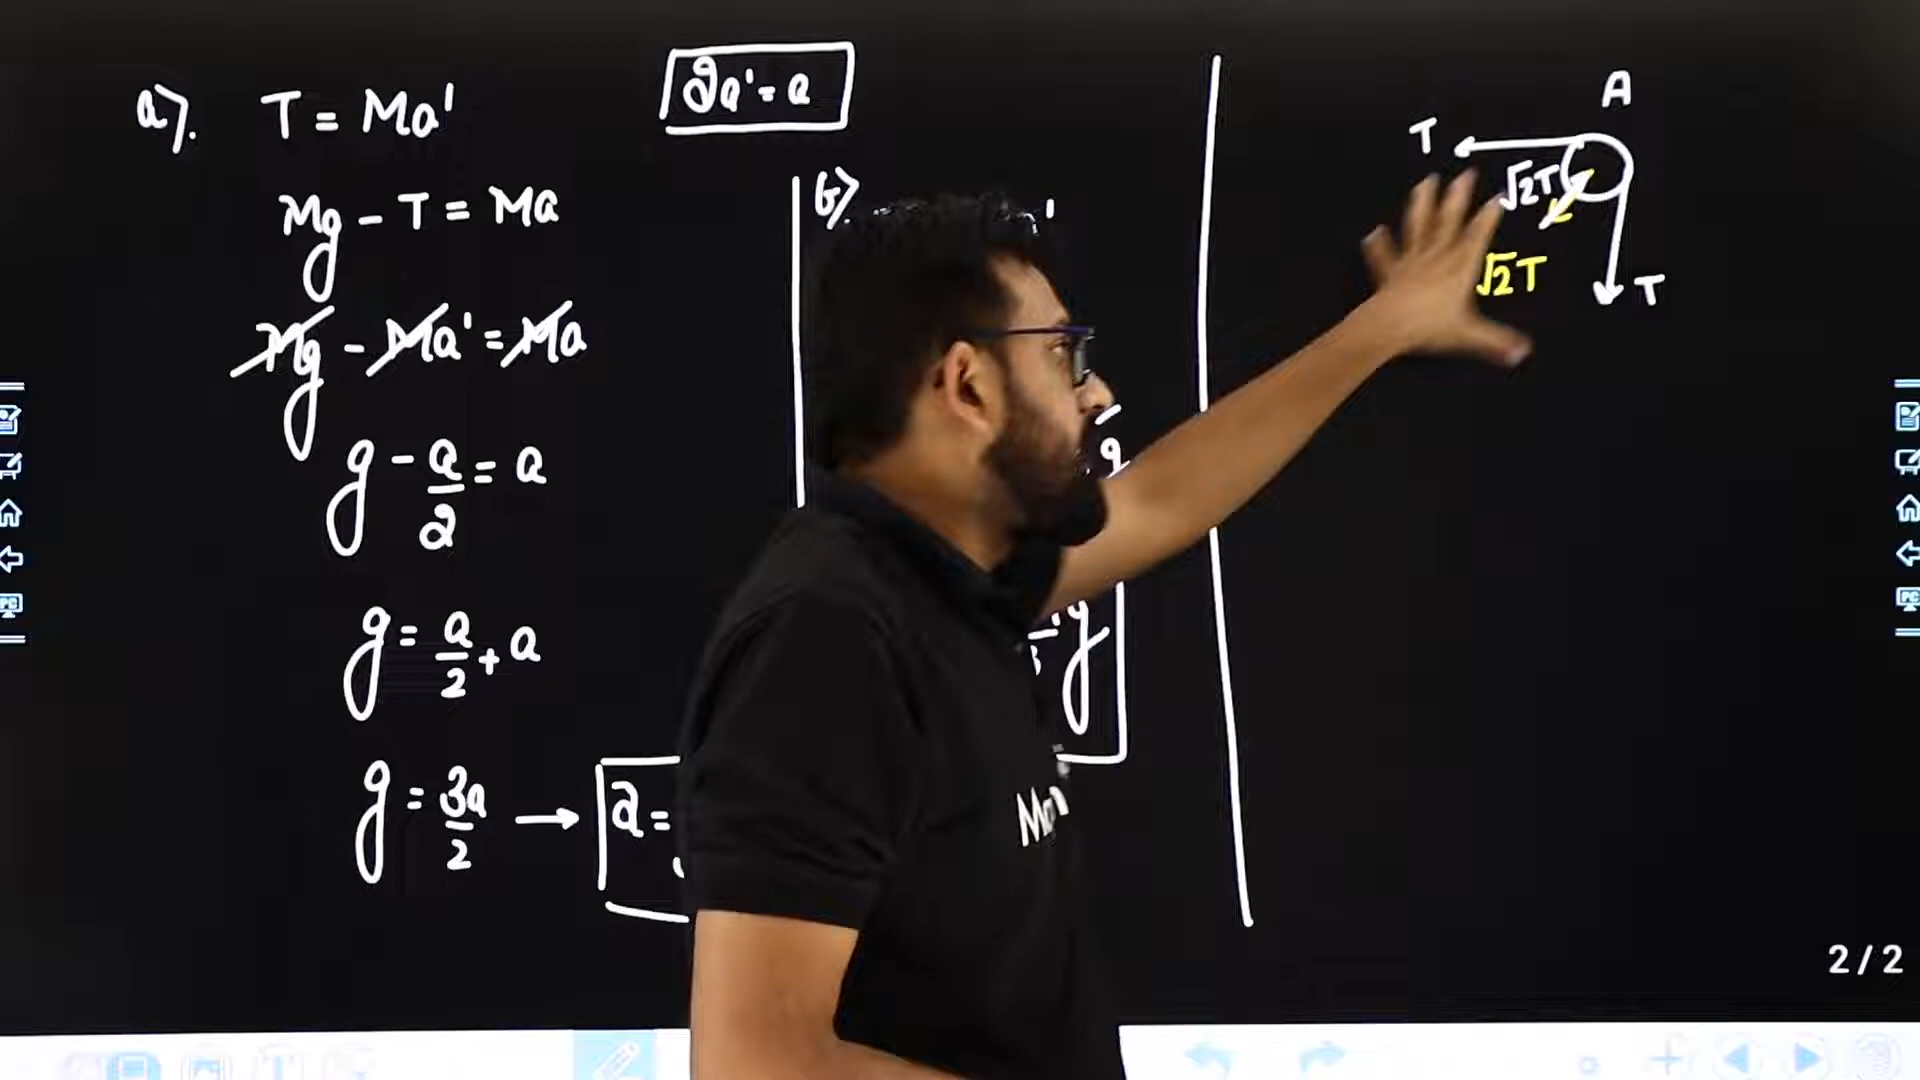 a). T = Ma'
2a' = a
Mg - T = Ma
Mg - Ma' = Ma
g - a/2 = a
g = a/2 + a
g = 3a/2 → a =
b).
g
A
T
√2T
√2T
T
2/2